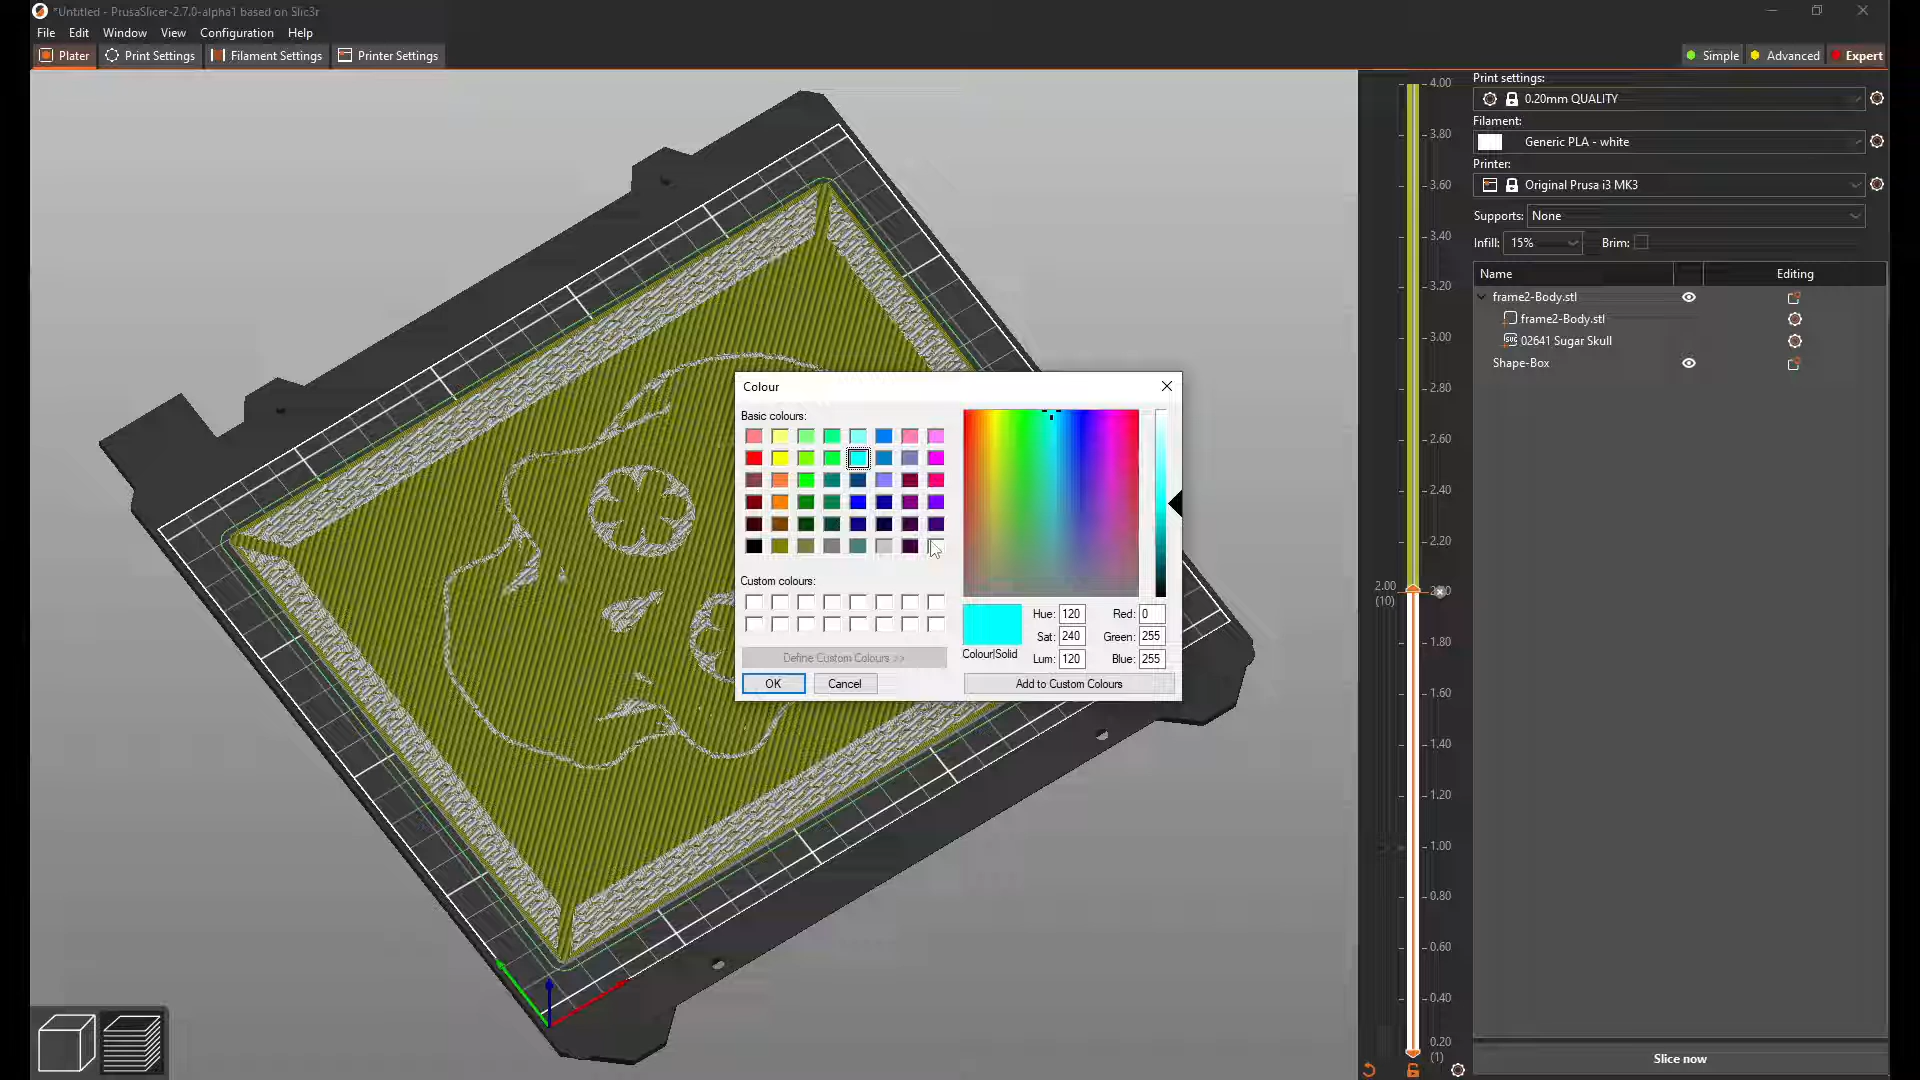 *Untitled - PrusaSlicer-2.7.0-alpha1 based on Slic3r
File Edit Window View Configuration Help
Plater Print Settings Filament Settings Printer Settings
Simple Advanced Expert
Print settings:
0.20mm QUALITY
Filament:
Generic PLA - white
Printer:
Original Prusa i3 MK3
Supports: None
Infill: 15% Brim:
Name Editing
frame2-Body.stl
frame2-Body.stl
02641 Sugar Skull
Shape-Box
4.00
3.80
3.60
3.40
3.20
3.00
2.80
2.60
2.40
2.20
2.00
(10)
1.80
1.60
1.40
1.20
1.00
0.80
0.60
0.40
0.20
(1)
Colour
Basic colours:
Custom colours:
Define Custom Colours >>
OK Cancel
Colour|Solid
Hue: 120 Red: 0
Sat: 240 Green: 255
Lum: 120 Blue: 255
Add to Custom Colours
Slice now